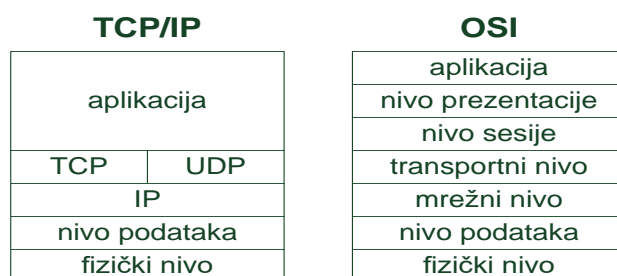 TCP/IP
aplikacija
TCP UDP
IP
nivo podataka
fizički nivo
OSI
aplikacija
nivo prezentacije
nivo sesije
transportni nivo
mrežni nivo
nivo podataka
fizički nivo